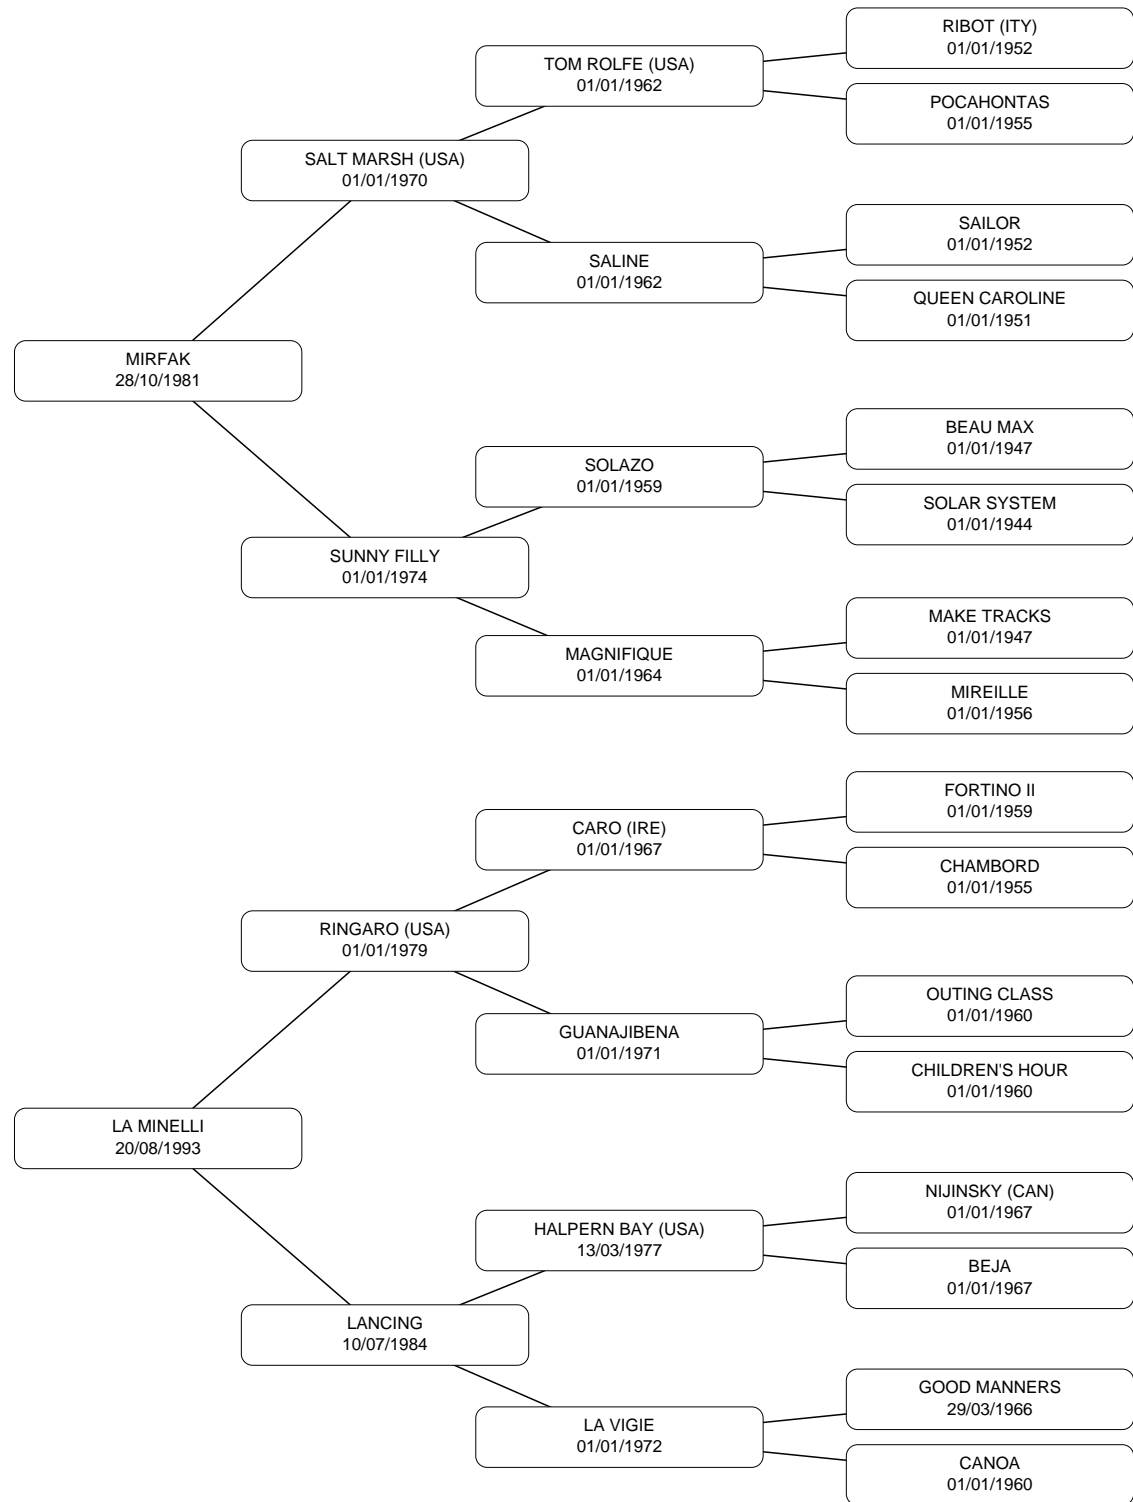 RIBOT (ITY)
01/01/1952
TOM ROLFE (USA)
01/01/1962
POCAHONTAS
01/01/1955
SALT MARSH (USA)
01/01/1970
SAILOR
01/01/1952
SALINE
01/01/1962
QUEEN CAROLINE
01/01/1951
MIRFAK
28/10/1981
BEAU MAX
01/01/1947
SOLAZO
01/01/1959
SOLAR SYSTEM
01/01/1944
SUNNY FILLY
01/01/1974
MAKE TRACKS
01/01/1947
MAGNIFIQUE
01/01/1964
MIREILLE
01/01/1956
FORTINO II
01/01/1959
CARO (IRE)
01/01/1967
CHAMBORD
01/01/1955
RINGARO (USA)
01/01/1979
OUTING CLASS
01/01/1960
GUANAJIBENA
01/01/1971
CHILDREN'S HOUR
01/01/1960
LA MINELLI
20/08/1993
NIJINSKY (CAN)
01/01/1967
HALPERN BAY (USA)
13/03/1977
BEJA
01/01/1967
LANCING
10/07/1984
GOOD MANNERS
29/03/1966
LA VIGIE
01/01/1972
CANOA
01/01/1960